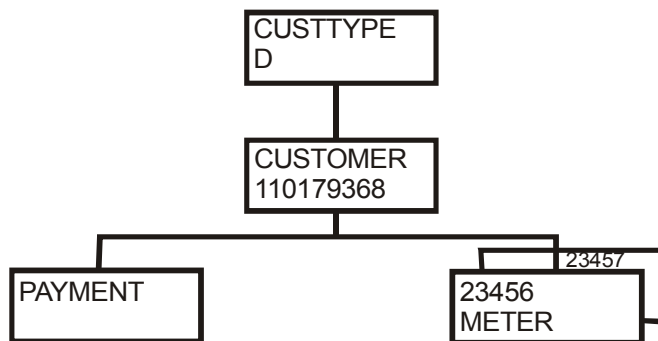 CUSTTYPE
D
CUSTOMER
110179368
PAYMENT
23457
23456
METER